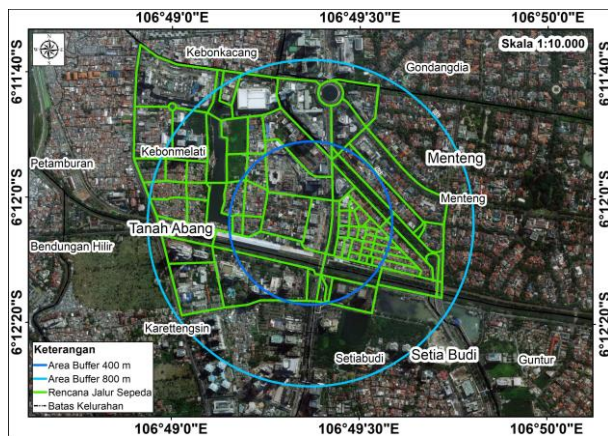 106°49'0"E 106°49'30"E 106°50'0"E
Skala 1:10.000
Kebonkacang
Gondangdia
6°11'40"S 6°11'40"S
Kebonmelati
Petamburan
Menteng
Menteng
6°12'0"S 6°12'0"S
Tanah Abang
Bendungan Hilir
6°12'20"S 6°12'20"S
Karettengsin
Setiabudi
Setia Budi
Guntur
Keterangan
Area Buffer 400 m
Area Buffer 800 m
Rencana Jalur Sepeda
Batas Kelurahan
106°49'0"E 106°49'30"E 106°50'0"E